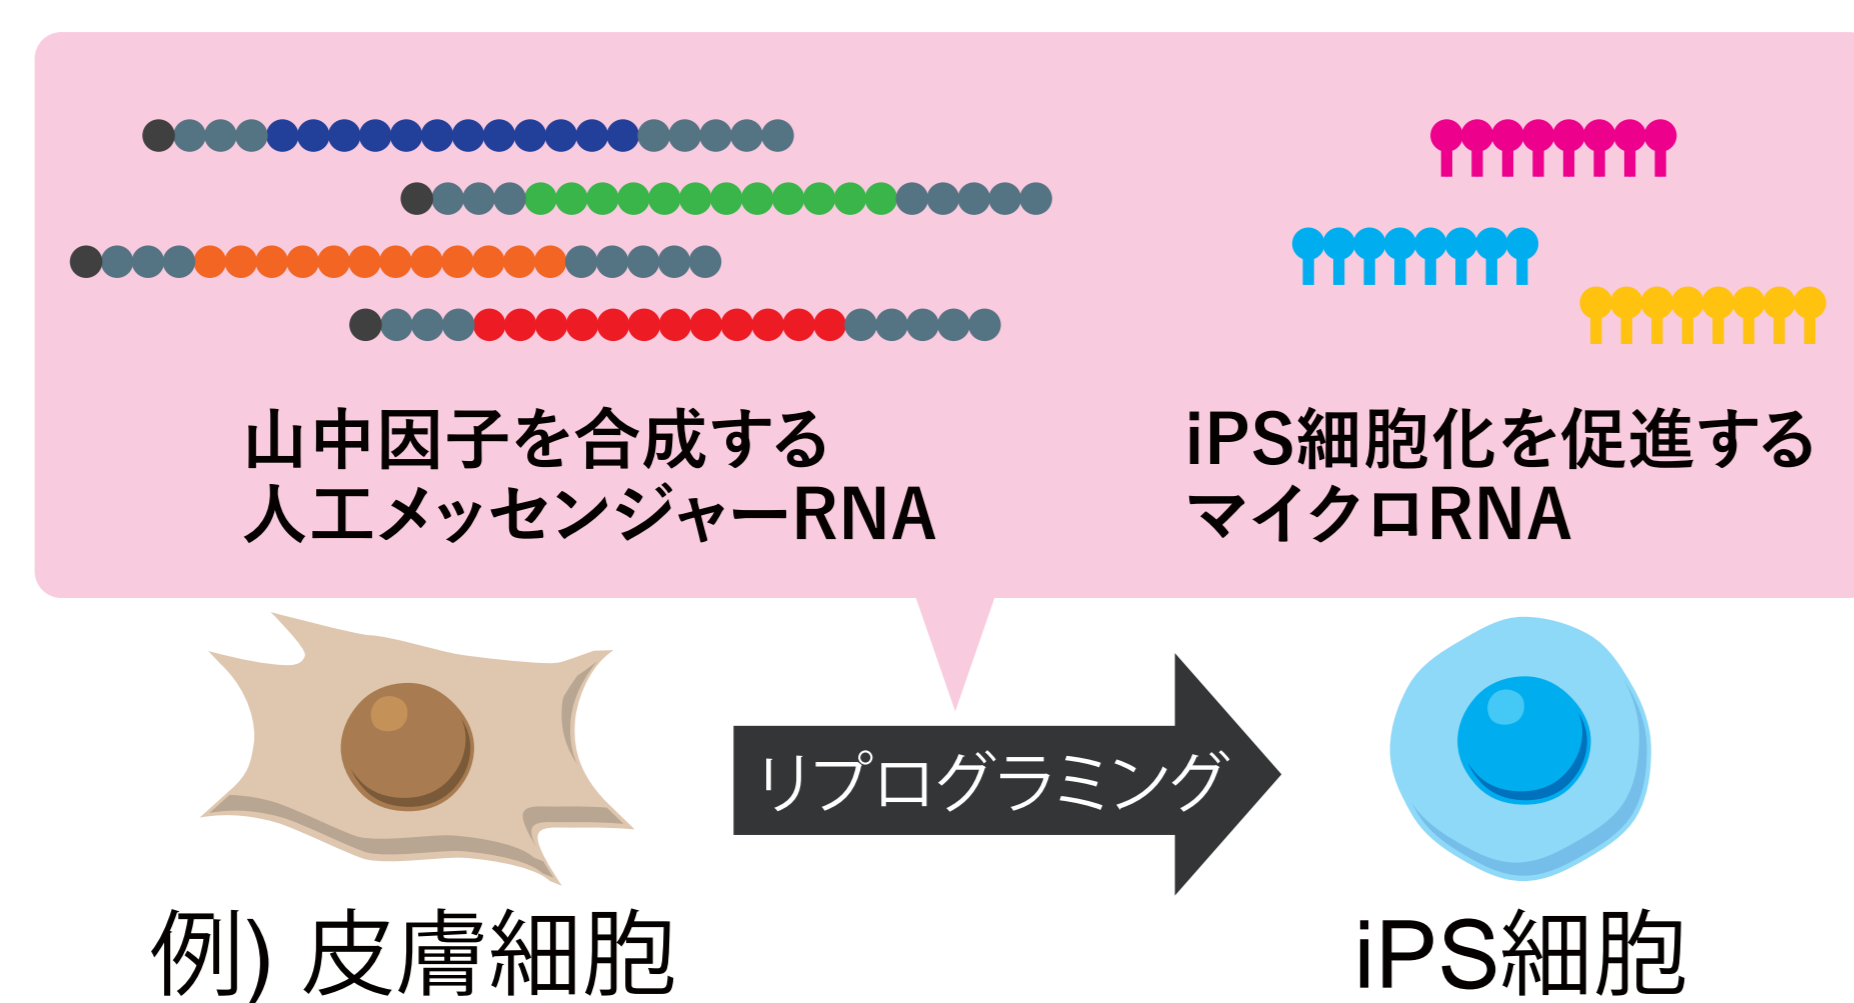 山中因子を合成する
人工メッセンジャーRNA
iPS細胞化を促進する
マイクロRNA
リプログラミング
例) 皮膚細胞
iPS細胞